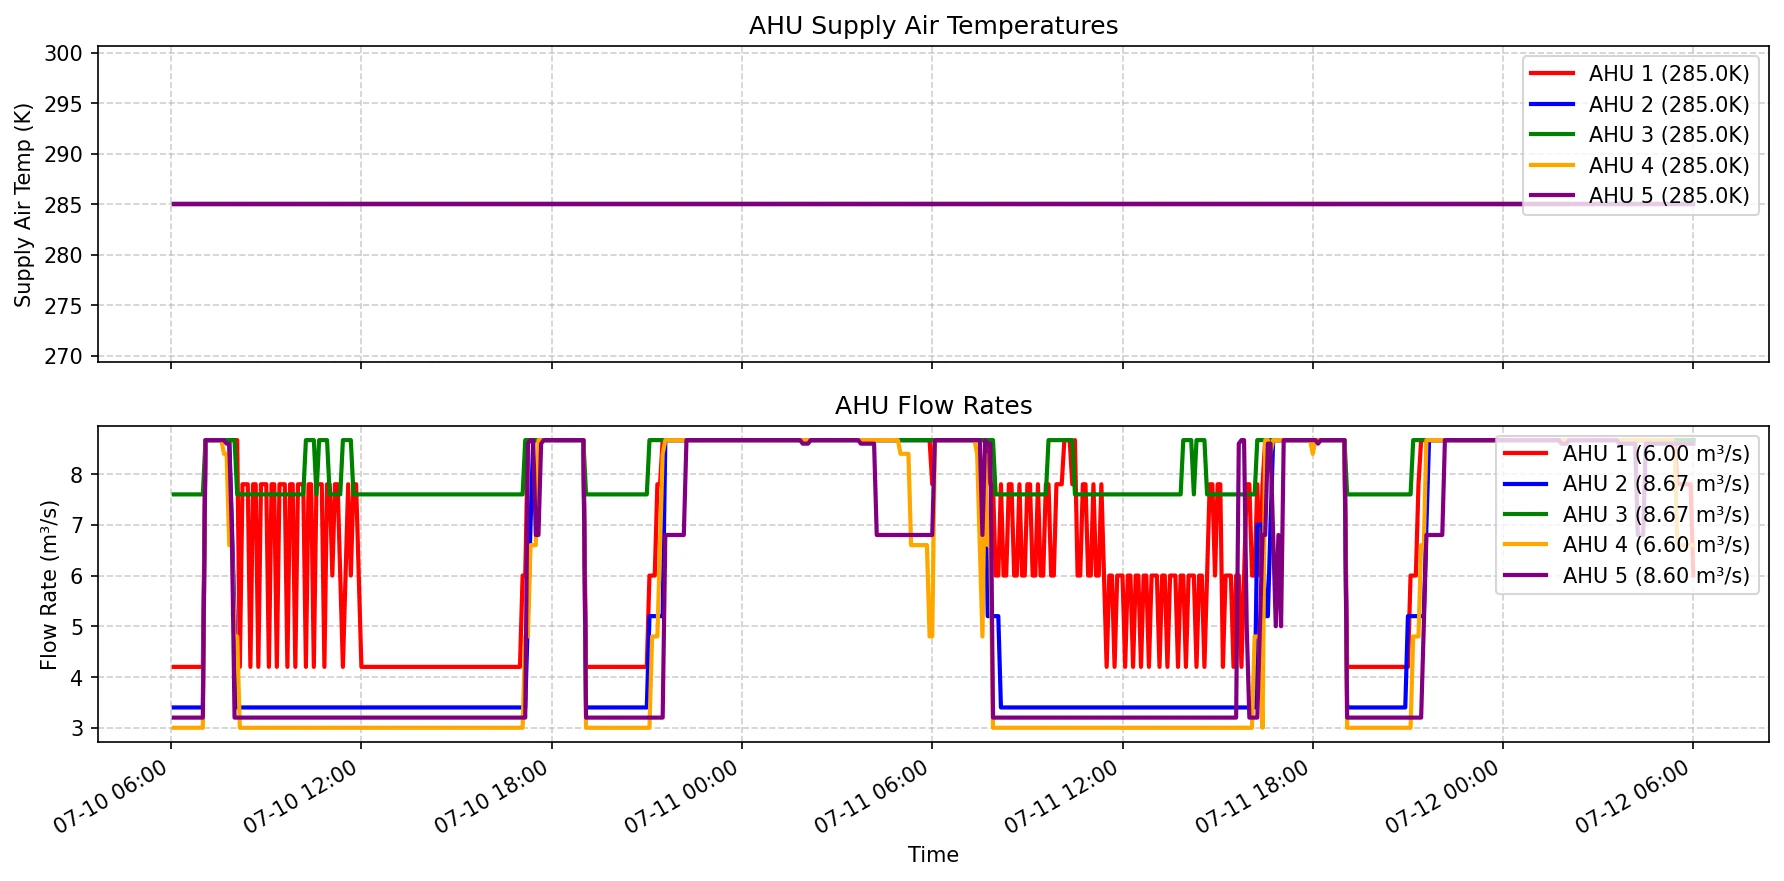 AHU Supply Air Temperatures
Supply Air Temp (K)
300
295
290
285
280
275
270
AHU 1 (285.0K)
AHU 2 (285.0K)
AHU 3 (285.0K)
AHU 4 (285.0K)
AHU 5 (285.0K)
AHU Flow Rates
Flow Rate (m³/s)
8
7
6
5
4
3
AHU 1 (6.00 m³/s)
AHU 2 (8.67 m³/s)
AHU 3 (8.67 m³/s)
AHU 4 (6.60 m³/s)
AHU 5 (8.60 m³/s)
07-10 06:00
07-10 12:00
07-10 18:00
07-11 00:00
07-11 06:00
07-11 12:00
07-11 18:00
07-12 00:00
07-12 06:00
Time